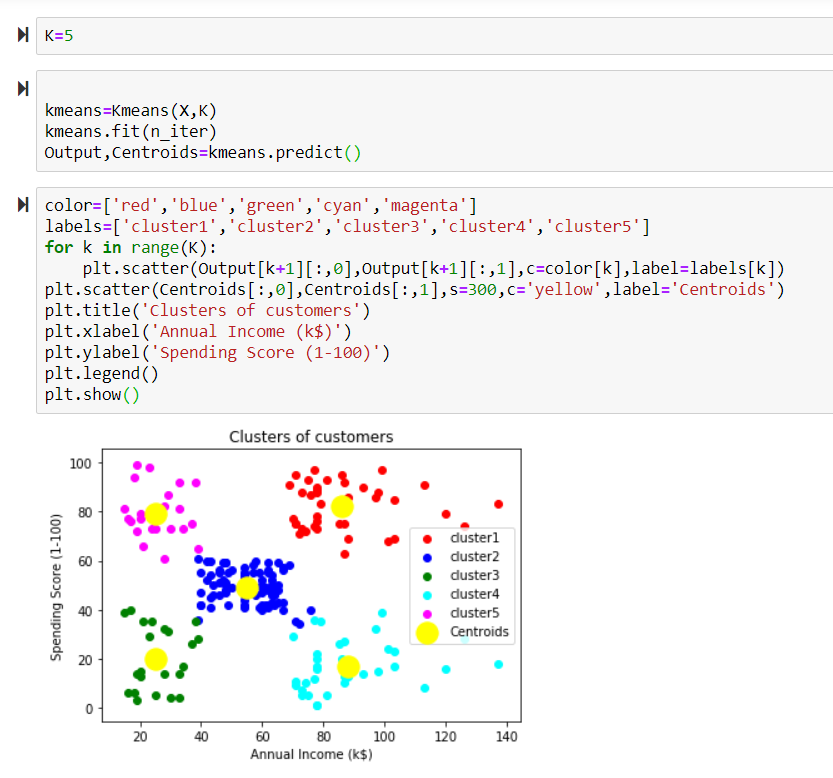 K=5
kmeans=Kmeans(X,K)
kmeans.fit(n_iter)
Output,Centroids=kmeans.predict()
color=['red','blue','green','cyan','magenta']
labels=['cluster1','cluster2','cluster3','cluster4','cluster5']
for k in range(K):
    plt.scatter(Output[k+1][:,0],Output[k+1][:,1],c=color[k],label=labels[k])
plt.scatter(Centroids[:,0],Centroids[:,1],s=300,c='yellow',label='Centroids')
plt.title('Clusters of customers')
plt.xlabel('Annual Income (k$)')
plt.ylabel('Spending Score (1-100)')
plt.legend()
plt.show()
Clusters of customers
Spending Score (1-100)
100
80
60
40
20
0
cluster1
cluster2
cluster3
cluster4
cluster5
Centroids
20 40 60 80 100 120 140
Annual Income (k$)